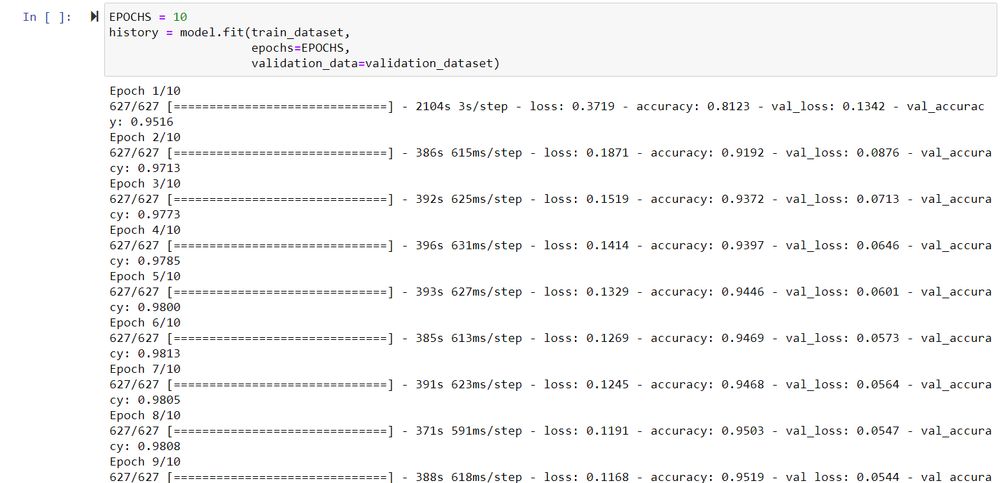 In [ ]: EPOCHS = 10
history = model.fit(train_dataset,
epochs=EPOCHS,
validation_data=validation_dataset)
Epoch 1/10
627/627 [==============================] - 2104s 3s/step - loss: 0.3719 - accuracy: 0.8123 - val_loss: 0.1342 - val_accurac
y: 0.9516
Epoch 2/10
627/627 [==============================] - 386s 615ms/step - loss: 0.1871 - accuracy: 0.9192 - val_loss: 0.0876 - val_accura
cy: 0.9713
Epoch 3/10
627/627 [==============================] - 392s 625ms/step - loss: 0.1519 - accuracy: 0.9372 - val_loss: 0.0713 - val_accura
cy: 0.9773
Epoch 4/10
627/627 [==============================] - 396s 631ms/step - loss: 0.1414 - accuracy: 0.9397 - val_loss: 0.0646 - val_accura
cy: 0.9785
Epoch 5/10
627/627 [==============================] - 393s 627ms/step - loss: 0.1329 - accuracy: 0.9446 - val_loss: 0.0601 - val_accura
cy: 0.9800
Epoch 6/10
627/627 [==============================] - 385s 613ms/step - loss: 0.1269 - accuracy: 0.9469 - val_loss: 0.0573 - val_accura
cy: 0.9813
Epoch 7/10
627/627 [==============================] - 391s 623ms/step - loss: 0.1245 - accuracy: 0.9468 - val_loss: 0.0564 - val_accura
cy: 0.9805
Epoch 8/10
627/627 [==============================] - 371s 591ms/step - loss: 0.1191 - accuracy: 0.9503 - val_loss: 0.0547 - val_accura
cy: 0.9808
Epoch 9/10
627/627 [==============================] - 388s 618ms/step - loss: 0.1168 - accuracy: 0.9519 - val_loss: 0.0544 - val_accura